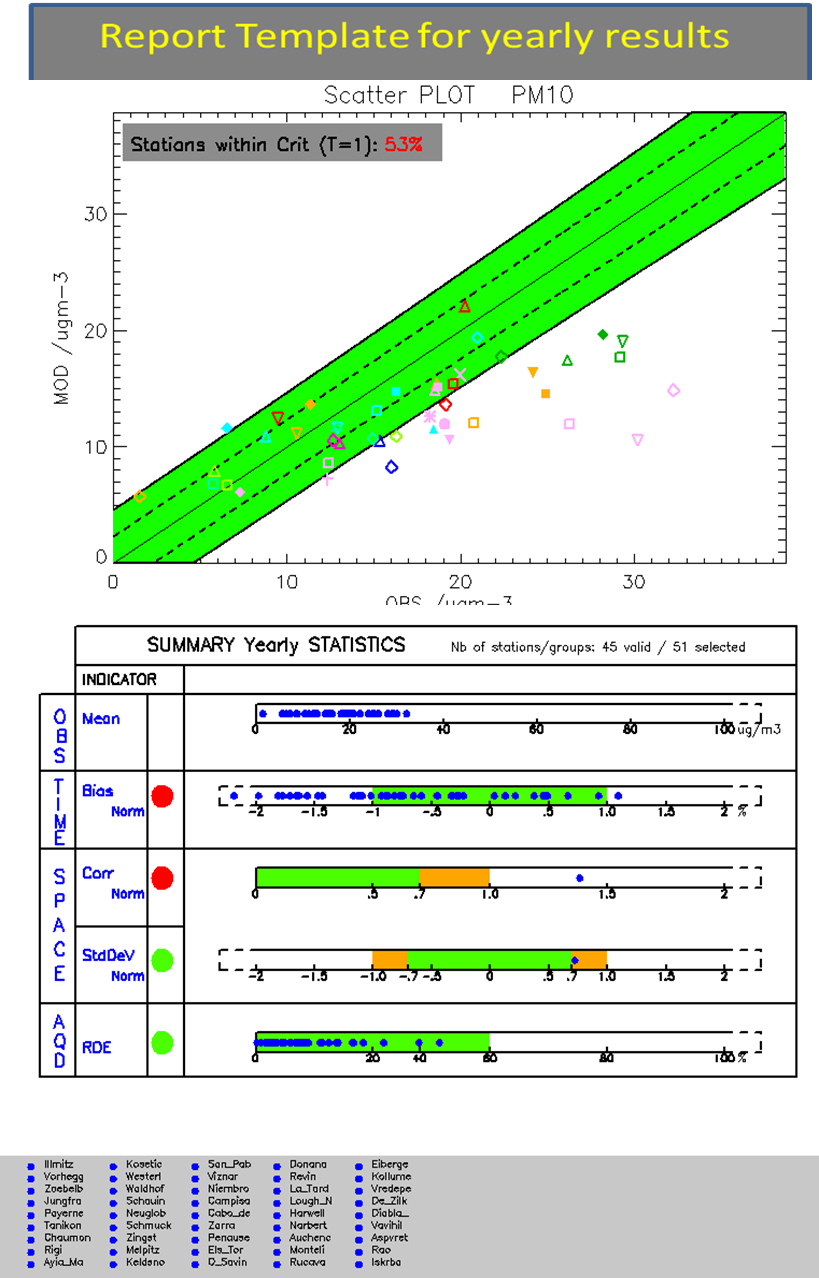 Report Template for yearly results
Scatter PLOT PM10
Stations within Crit (T=1): 53%
MOD /ugm-3
30
20
10
0
0 10 20 30
OBS /ugm-3
SUMMARY Yearly STATISTICS Nb of stations/groups: 45 valid / 51 selected
INDICATOR
OBS
Mean
0 20 40 60 80 100 ug/m3
TIME
Bias
Norm
-2 -1.5 -1 -.5 0 .5 1.0 1.5 2 %
SPACE
Corr
Norm
0 .5 .7 1.0 1.5 2
StdDeV
Norm
-2 -1.5 -1.0 -.7 -.5 0 .5 .7 1.0 1.5 2
AQD
RDE
0 20 40 60 80 100 %
Illmitz Kosetic San_Pab Donana Eiberge
Vorhegg Westerl Viznar Revin Kollume
Zoebelb Waldhof Niembro La_Tard Vredepe
Jungfra Schauin Campisa Lough_N De_Zilk
Payerne Neuglob Cabo_de Harwell Diabla_
Tanikon Schmuck Zarra Narbert Vavihil
Chaumon Zingst Penause Aucheno Aspvret
Rigi Melpitz Els_Tor Monteli Rao
Ayia_Ma Keldsno O_Savin Rucava Iskrba